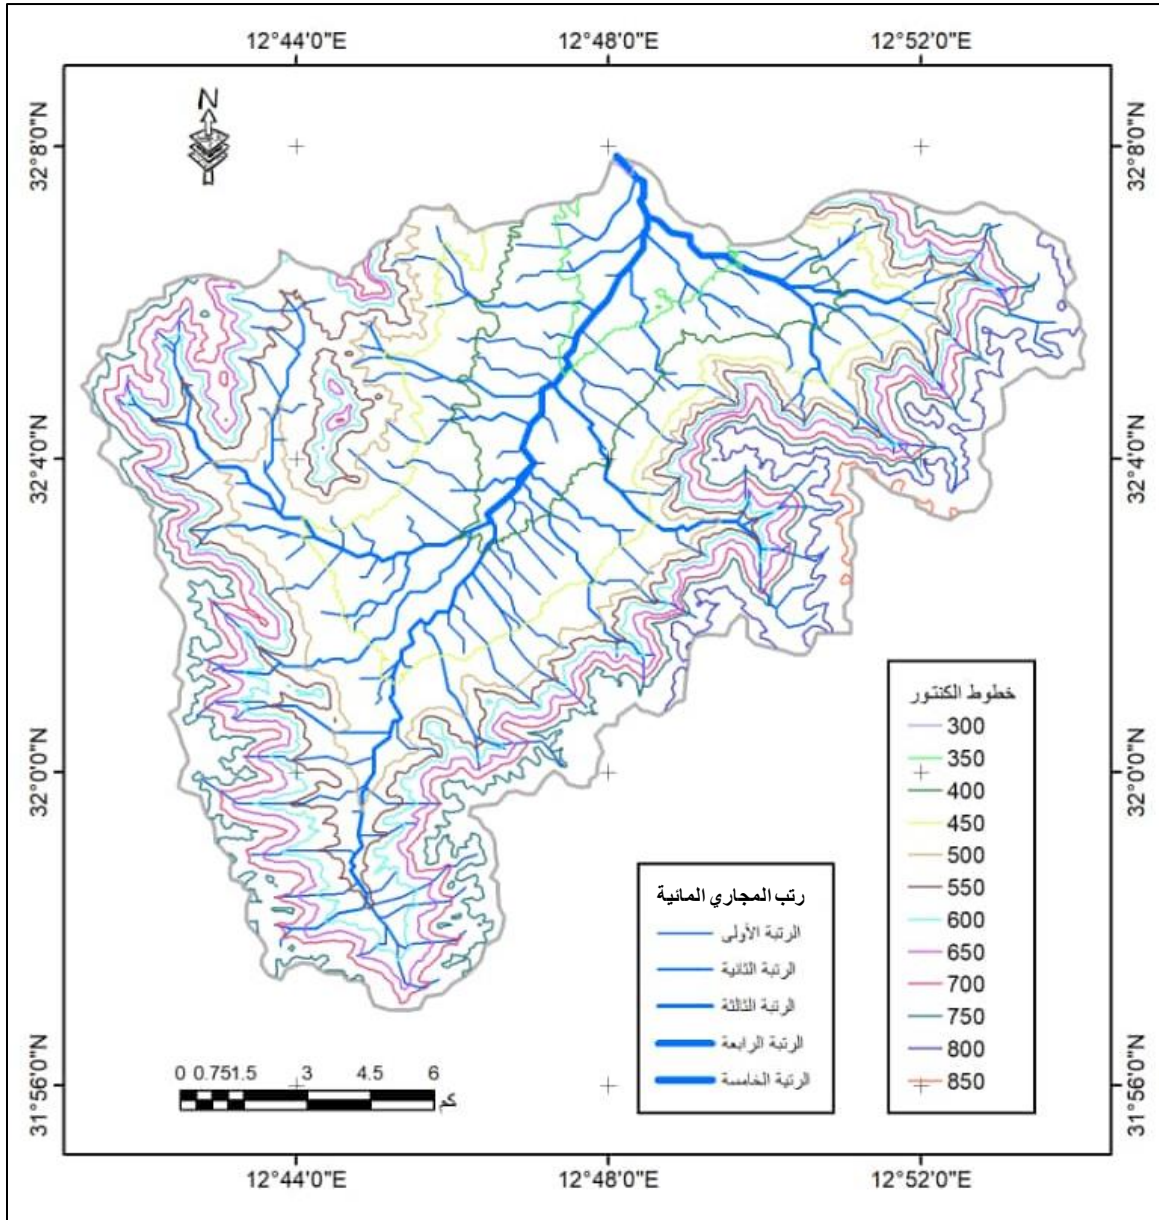 12°44'0"E 12°48'0"E 12°52'0"E
N
32°8'0"N 32°8'0"N
32°4'0"N 32°4'0"N
32°0'0"N 32°0'0"N
31°56'0"N 31°56'0"N
خطوط الكنتور
300
350
400
450
500
550
600
650
700
750
800
850
رتب المجاري المائية
الرتبة الأولى
الرتبة الثانية
الرتبة الثالثة
الرتبة الرابعة
الرتبة الخامسة
0 0.75 1.5 3 4.5 6
كم
12°44'0"E 12°48'0"E 12°52'0"E